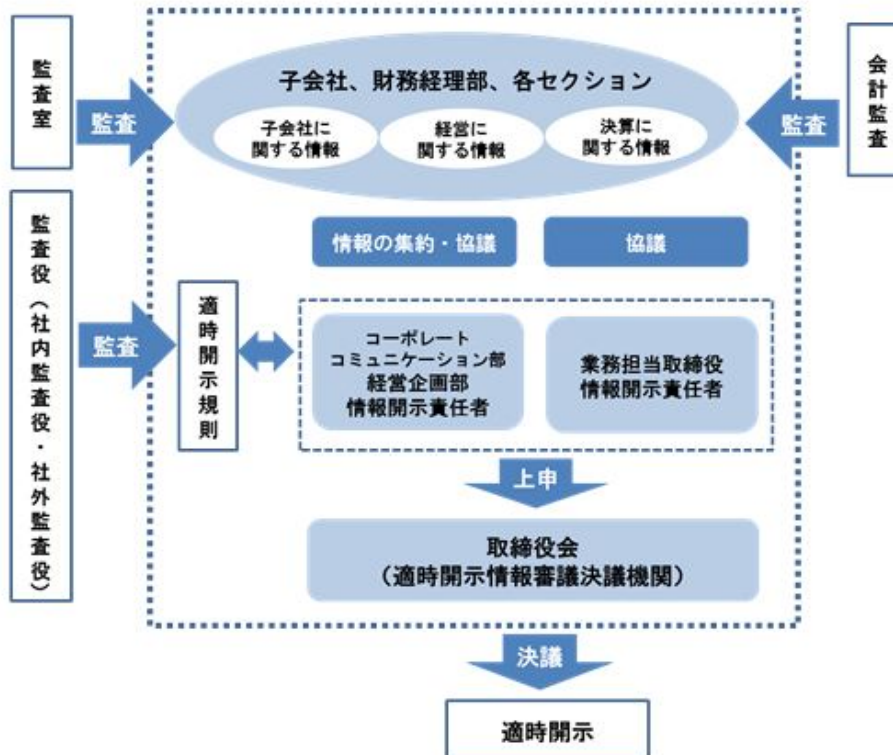 監査室
監査
子会社、財務経理部、各セクション
子会社に
関する情報
経営に
関する情報
決算に
関する情報
監査
会計監査
情報の集約・協議
協議
監査役（社内監査役・社外監査役）
監査
適時開示規則
コーポレート
コミュニケーション部
経営企画部
情報開示責任者
業務担当取締役
情報開示責任者
上申
取締役会
（適時開示情報審議決議機関）
決議
適時開示